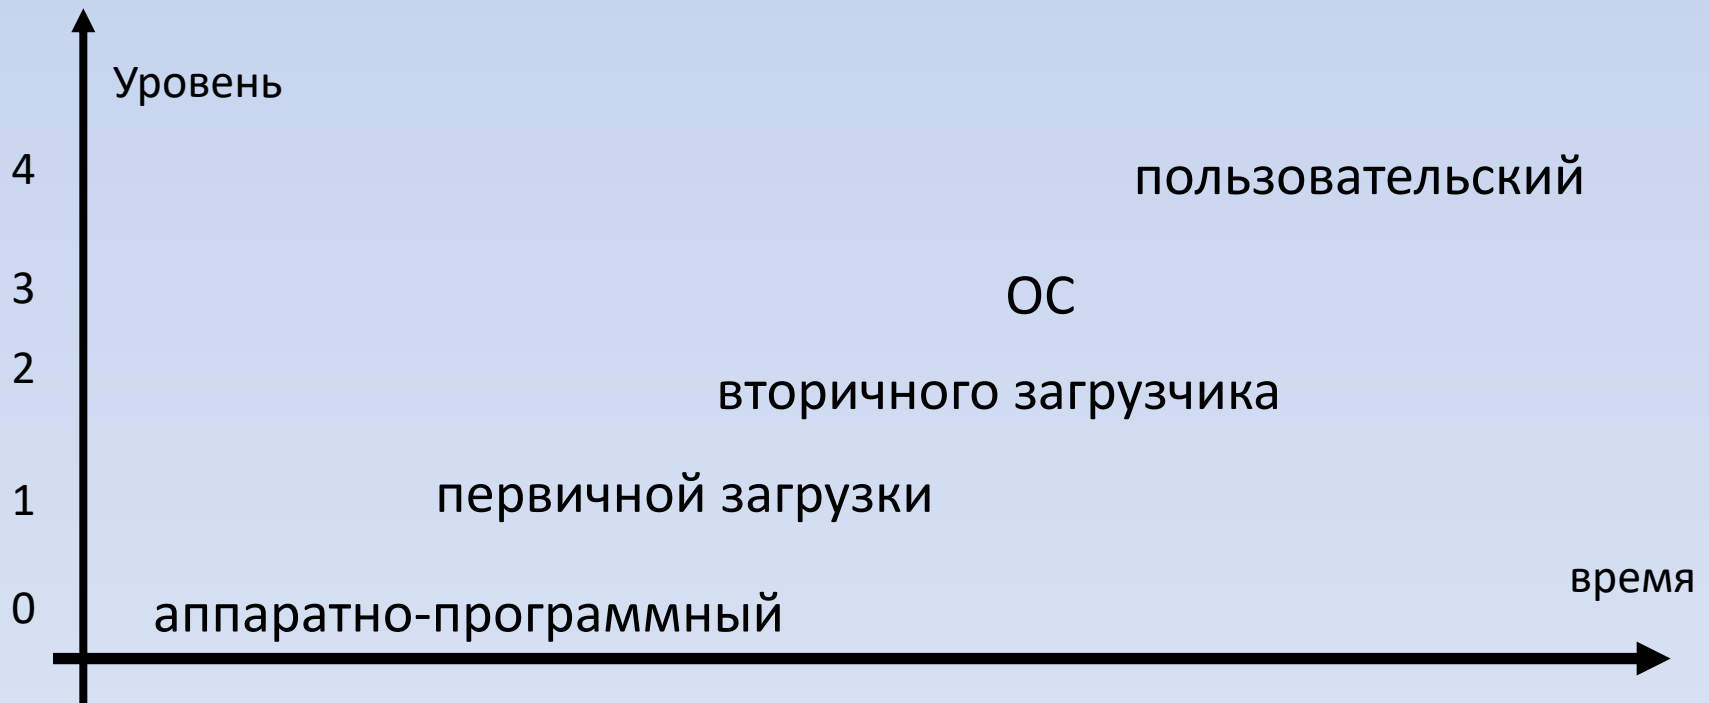 Уровень
4
пользовательский
3
ОС
2
вторичного загрузчика
1
первичной загрузки
время
0
аппаратно-программный